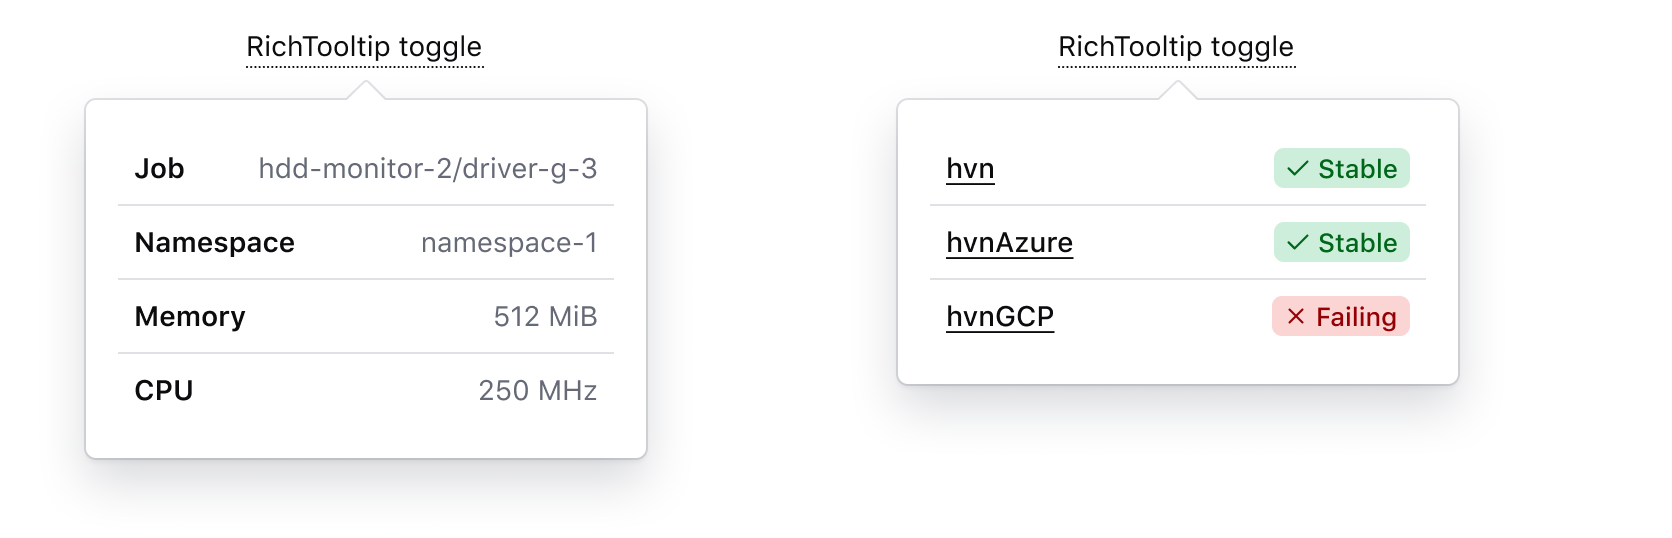 RichTooltip toggle
Job hdd-monitor-2/driver-g-3
Namespace namespace-1
Memory 512 MiB
CPU 250 MHz
RichTooltip toggle
hvn Stable
hvnAzure Stable
hvnGCP Failing